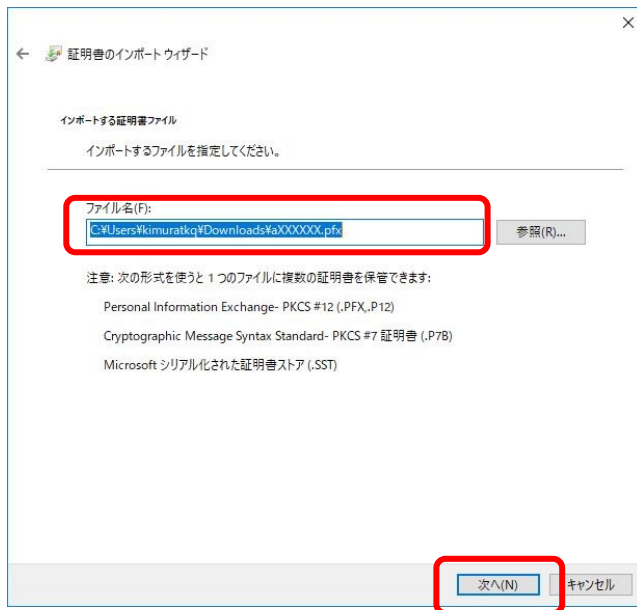 証明書のインポート ウィザード
インポートする証明書ファイル
インポートするファイルを指定してください。
ファイル名(F):
C:¥Users¥kimuratkq¥Downloads¥aXXXXXX.pfx
参照(R)...
注意: 次の形式を使うと 1 つのファイルに複数の証明書を保管できます:
Personal Information Exchange- PKCS #12 (.PFX,.P12)
Cryptographic Message Syntax Standard- PKCS #7 証明書 (.P7B)
Microsoft シリアル化された証明書ストア (.SST)
次へ(N)
キャンセル